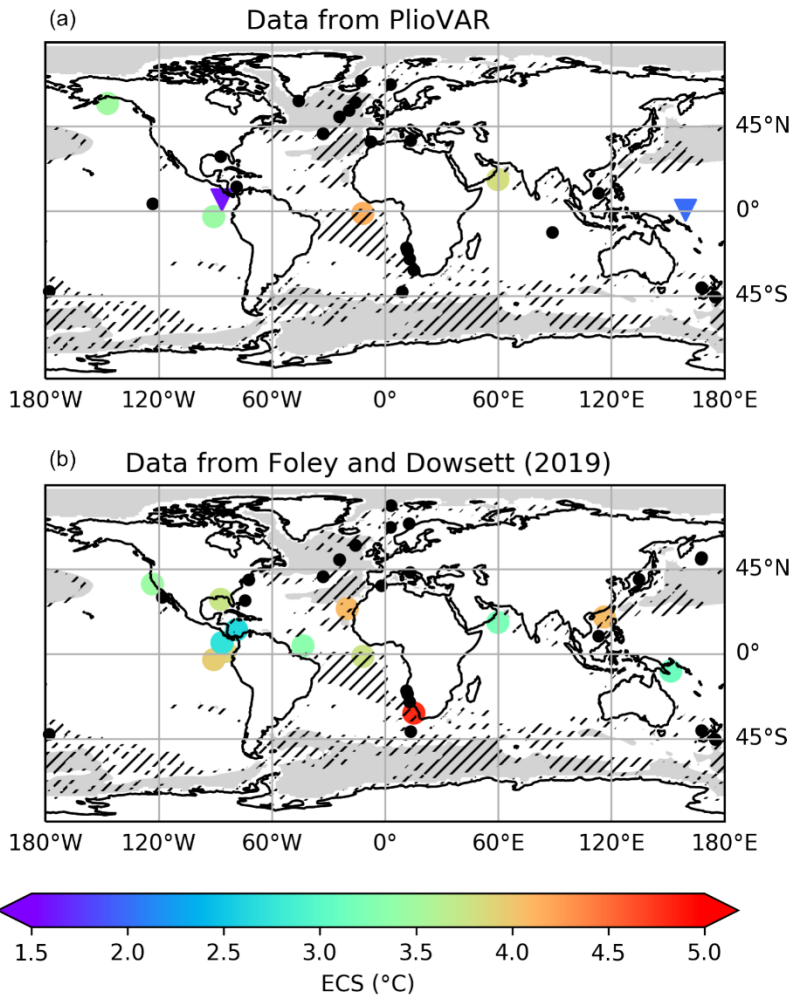 (a) Data from PlioVAR
45°N
0°
45°S
180°W 120°W 60°W 0° 60°E 120°E 180°E
(b) Data from Foley and Dowsett (2019)
45°N
0°
45°S
180°W 120°W 60°W 0° 60°E 120°E 180°E
1.5 2.0 2.5 3.0 3.5 4.0 4.5 5.0
ECS (°C)